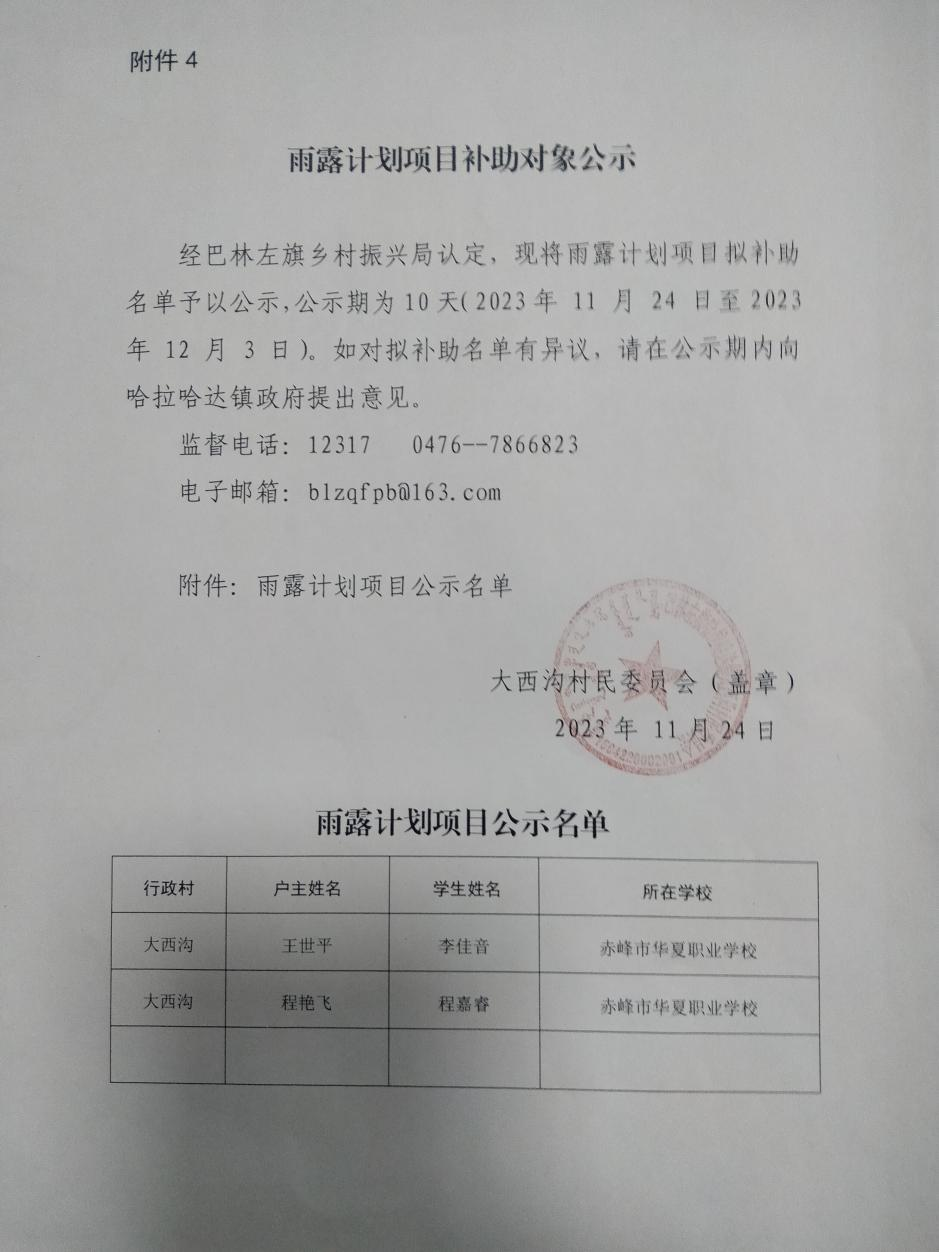 附件 4
雨露计划项目补助对象公示
经巴林左旗乡村振兴局认定，现将雨露计划项目拟补助
名单予以公示,公示期为 10 天(2023 年 11 月 24 日至 2023
年 12 月 3 日)。如对拟补助名单有异议，请在公示期内向
哈拉哈达镇政府提出意见。
监督电话：12317 0476--7866823
电子邮箱：blzqfpb@163.com
附件：雨露计划项目公示名单
大西沟村民委员会（盖章）
2023 年 11 月 24 日
雨露计划项目公示名单
行政村 户主姓名 学生姓名 所在学校
大西沟 王世平 李佳音 赤峰市华夏职业学校
大西沟 程艳飞 程嘉睿 赤峰市华夏职业学校